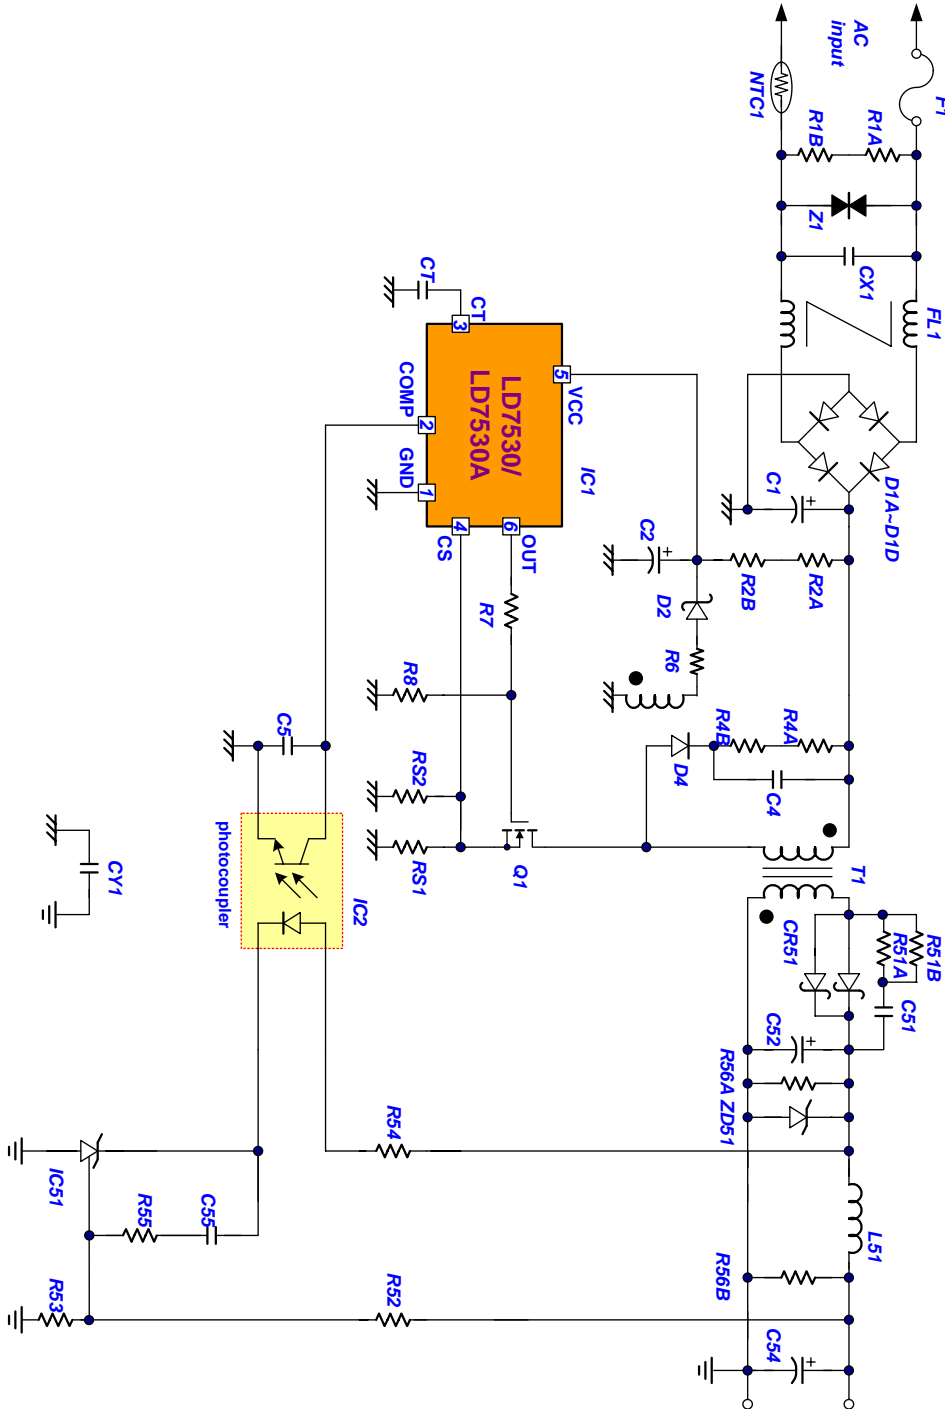 AC
input
F1
NTC1
R1B
R1A
Z1
CX1
FL1
CT
CT
3
5
VCC
COMP
2
LD7530/
LD7530A
GND
1
IC1
4
CS
6
OUT
C1
D1A~D1D
C2
R2B
R2A
D2
R7
R6
R8
R4B
R4A
C5
D4
C4
RS2
photocoupler
RS1
Q1
T1
CY1
IC2
CR51
R51A
R51B
C51
C52
R56A
ZD51
R54
IC51
R55
C55
L51
R53
R52
R56B
C54